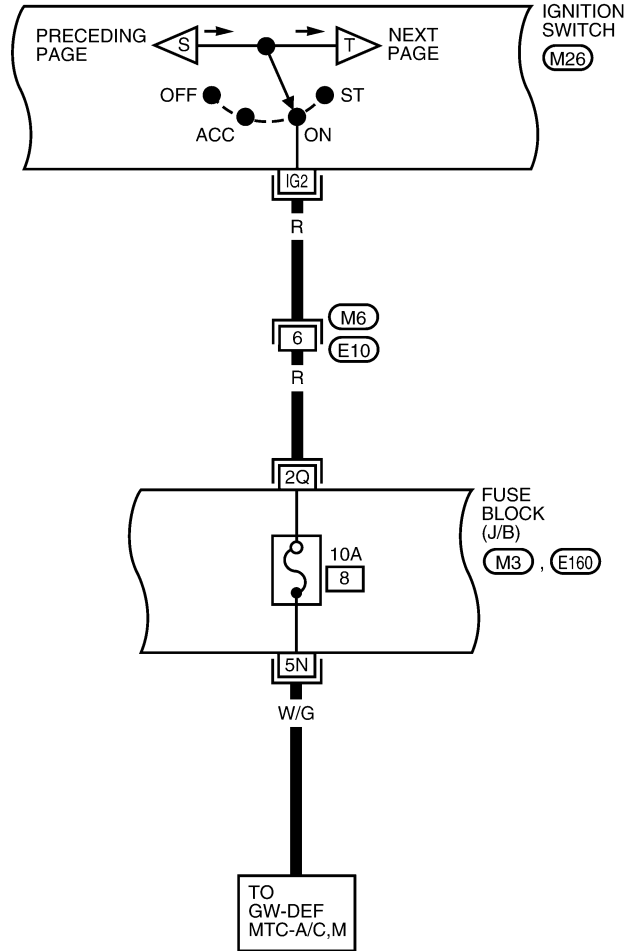 IGNITION
SWITCH
M26
PRECEDING
PAGE
S
T
NEXT
PAGE
OFF
ST
ACC
ON
IG2
R
M6
6
E10
R
2Q
FUSE
BLOCK
(J/B)
M3 , E160
10A
8
5N
W/G
TO
GW-DEF
MTC-A/C,M